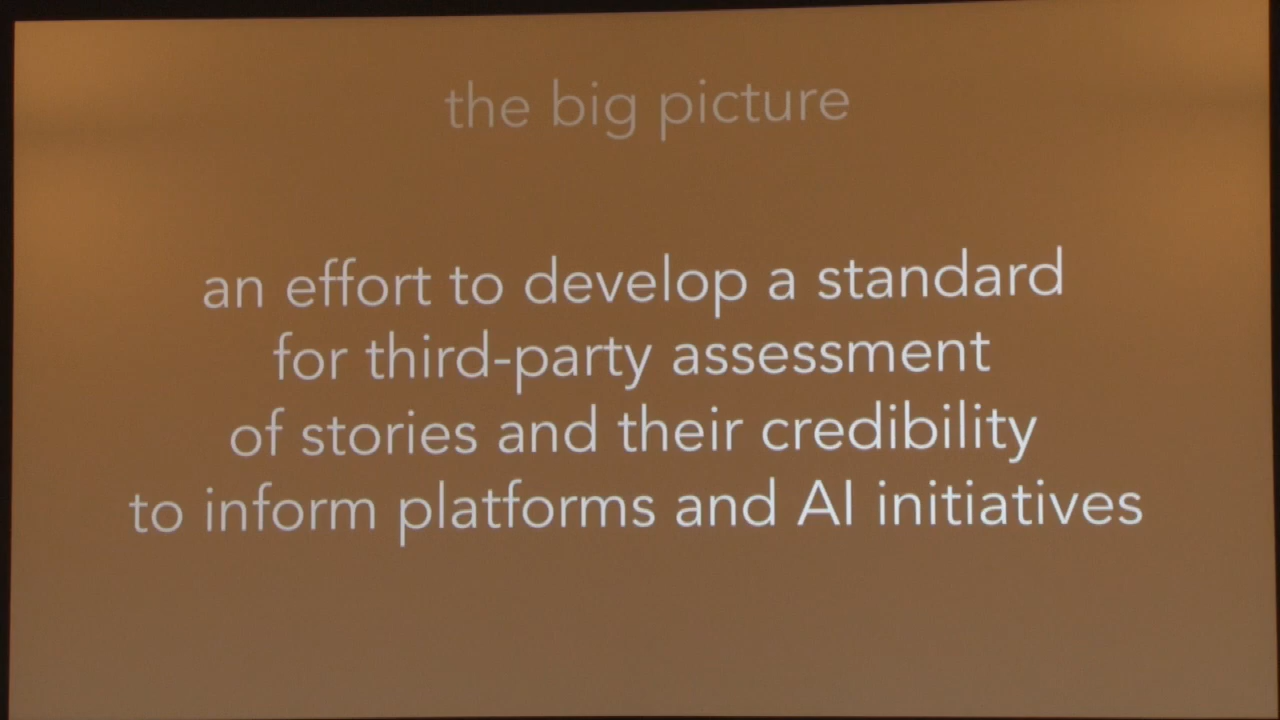 the big picture
an effort to develop a standard
for third-party assessment
of stories and their credibility
to inform platforms and AI initiatives